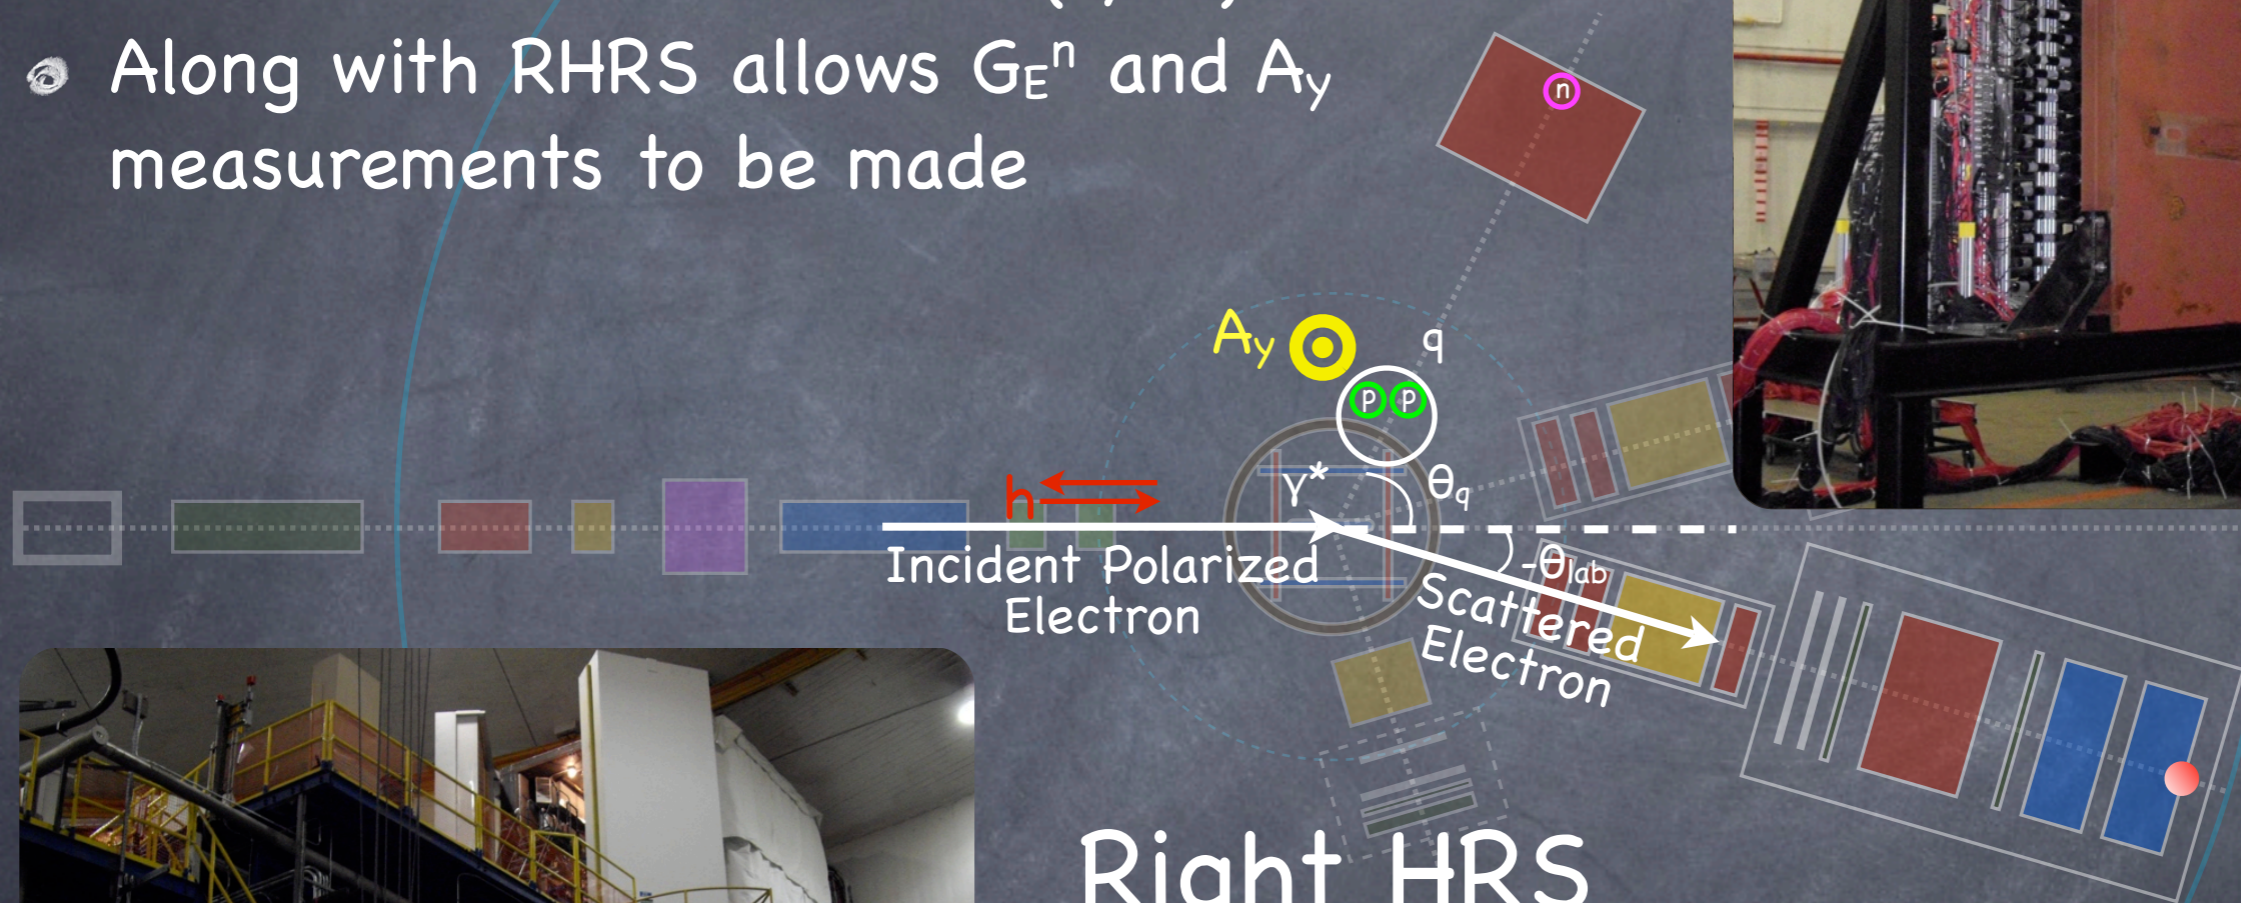 Along with RHRS allows GEⁿ and Ay
measurements to be made
n
Ay
q
p p
γ*
θq
h
-θlab
Incident Polarized
Electron
Scattered
Electron
Right HRS